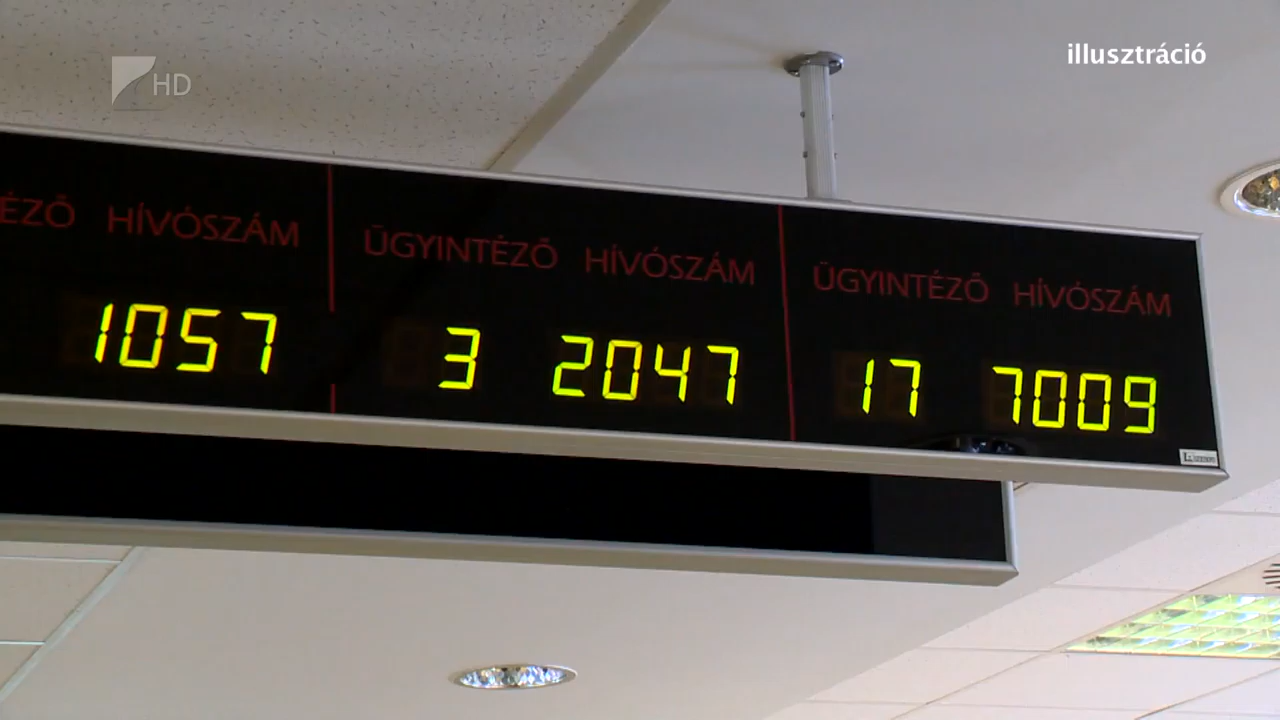 illusztráció
HD
ÉZŐ HÍVÓSZÁM
ÜGYINTÉZŐ HÍVÓSZÁM
ÜGYINTÉZŐ HÍVÓSZÁM
1057
3 2047
17 7009